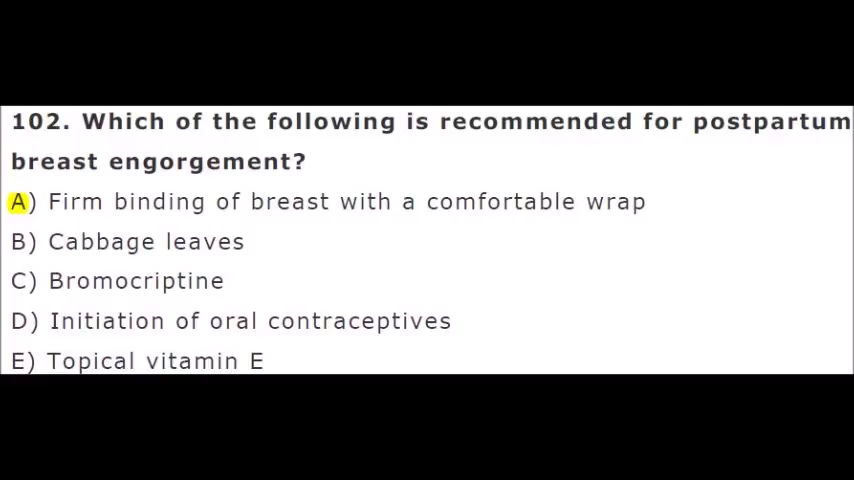 102. Which of the following is recommended for postpartum
breast engorgement?
A) Firm binding of breast with a comfortable wrap
B) Cabbage leaves
C) Bromocriptine
D) Initiation of oral contraceptives
E) Topical vitamin E